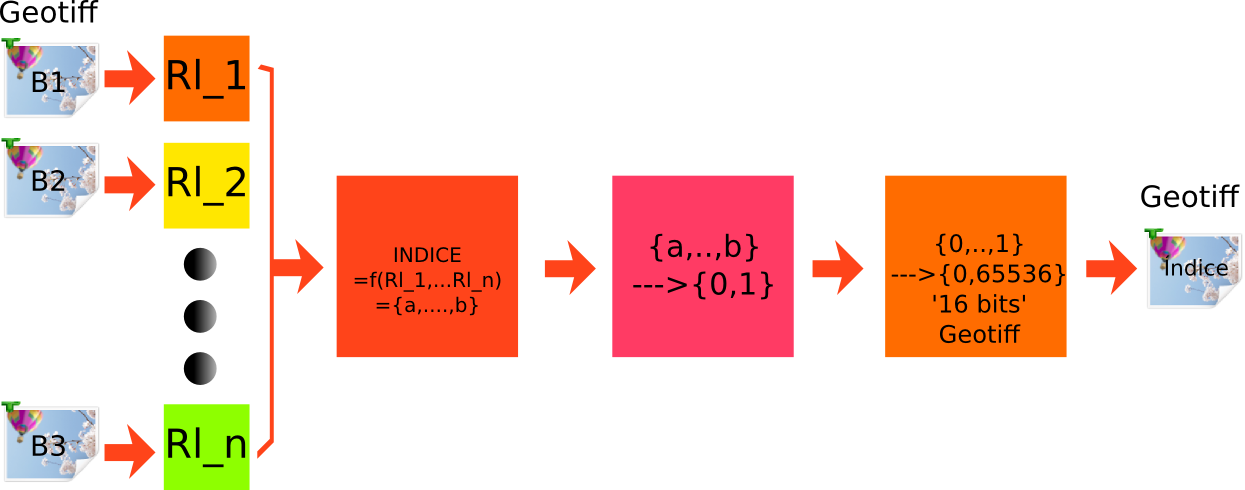 Geotiff
B1
Rl_1
B2
Rl_2
B3
Rl_n
INDICE
=f(Rl_1,...Rl_n)
={a,....,b}
{a,..,b}
--->{0,1}
{0,..,1}
--->{0,65536}
'16 bits'
Geotiff
Geotiff
Indice